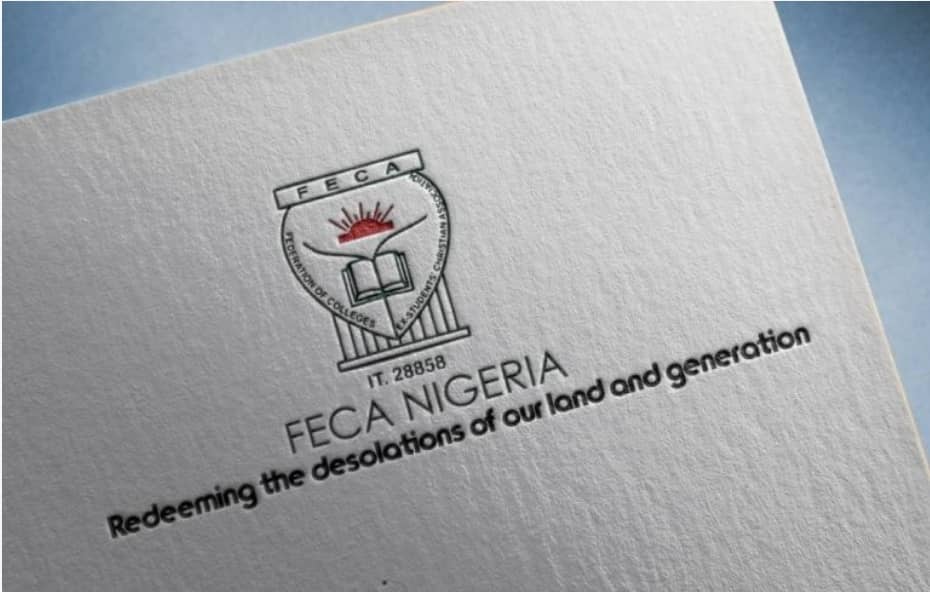 FECA
FEDERATION OF COLLEGES
EX-STUDENTS' CHRISTIAN ASSOCIATION
IT. 28858
FECA NIGERIA
Redeeming the desolations of our land and generation